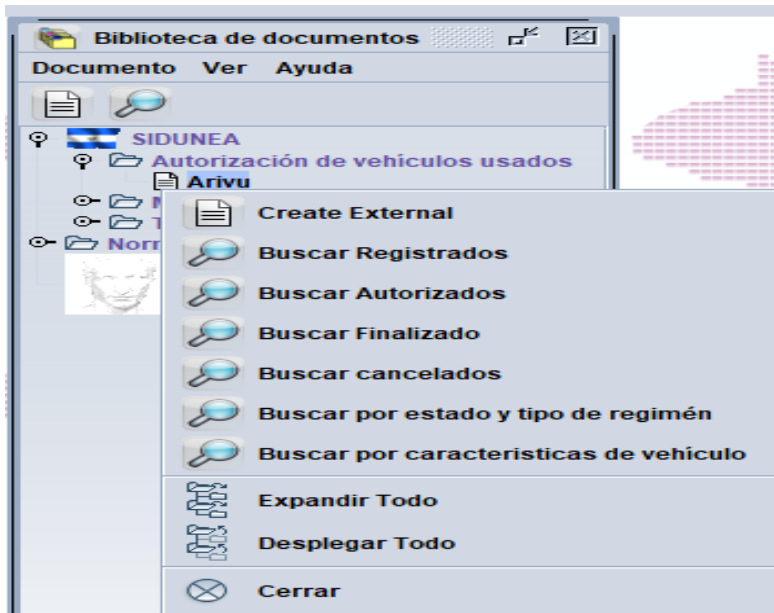 Biblioteca de documentos
Documento Ver Ayuda
SIDUNEA
Autorización de vehículos usados
Arivu
Create External
Buscar Registrados
Buscar Autorizados
Buscar Finalizado
Buscar cancelados
Buscar por estado y tipo de regimén
Buscar por caracteristicas de vehículo
Expandir Todo
Desplegar Todo
Cerrar